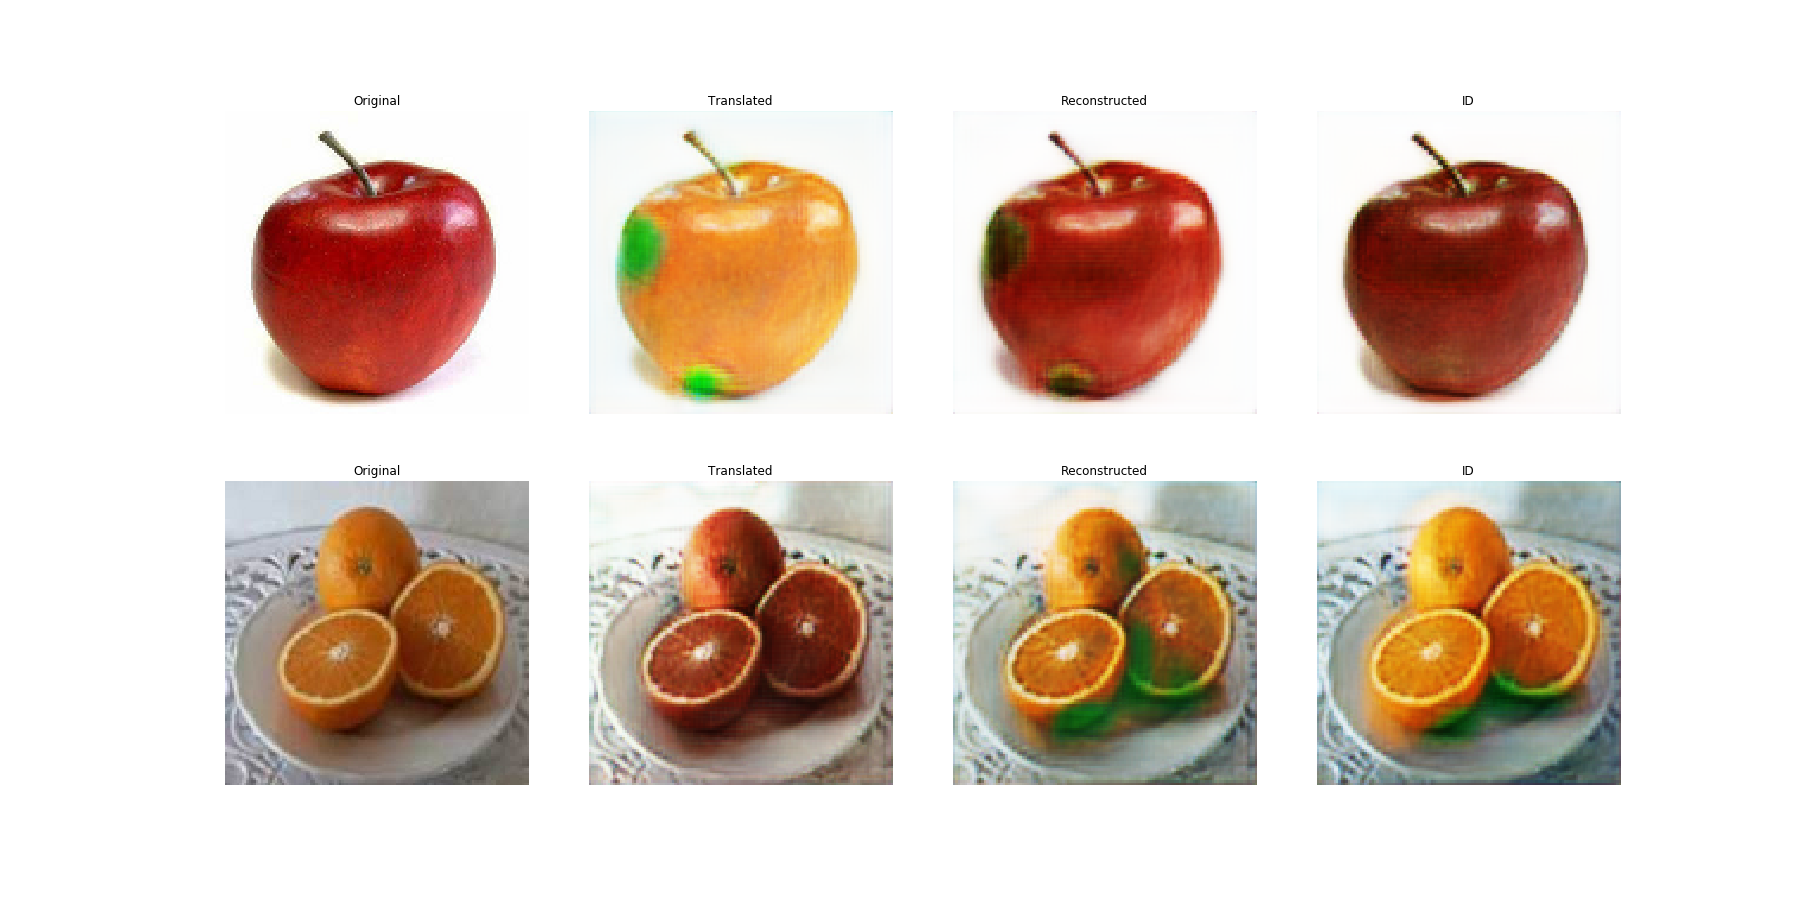 Original
Translated
Reconstructed
ID
Original
Translated
Reconstructed
ID